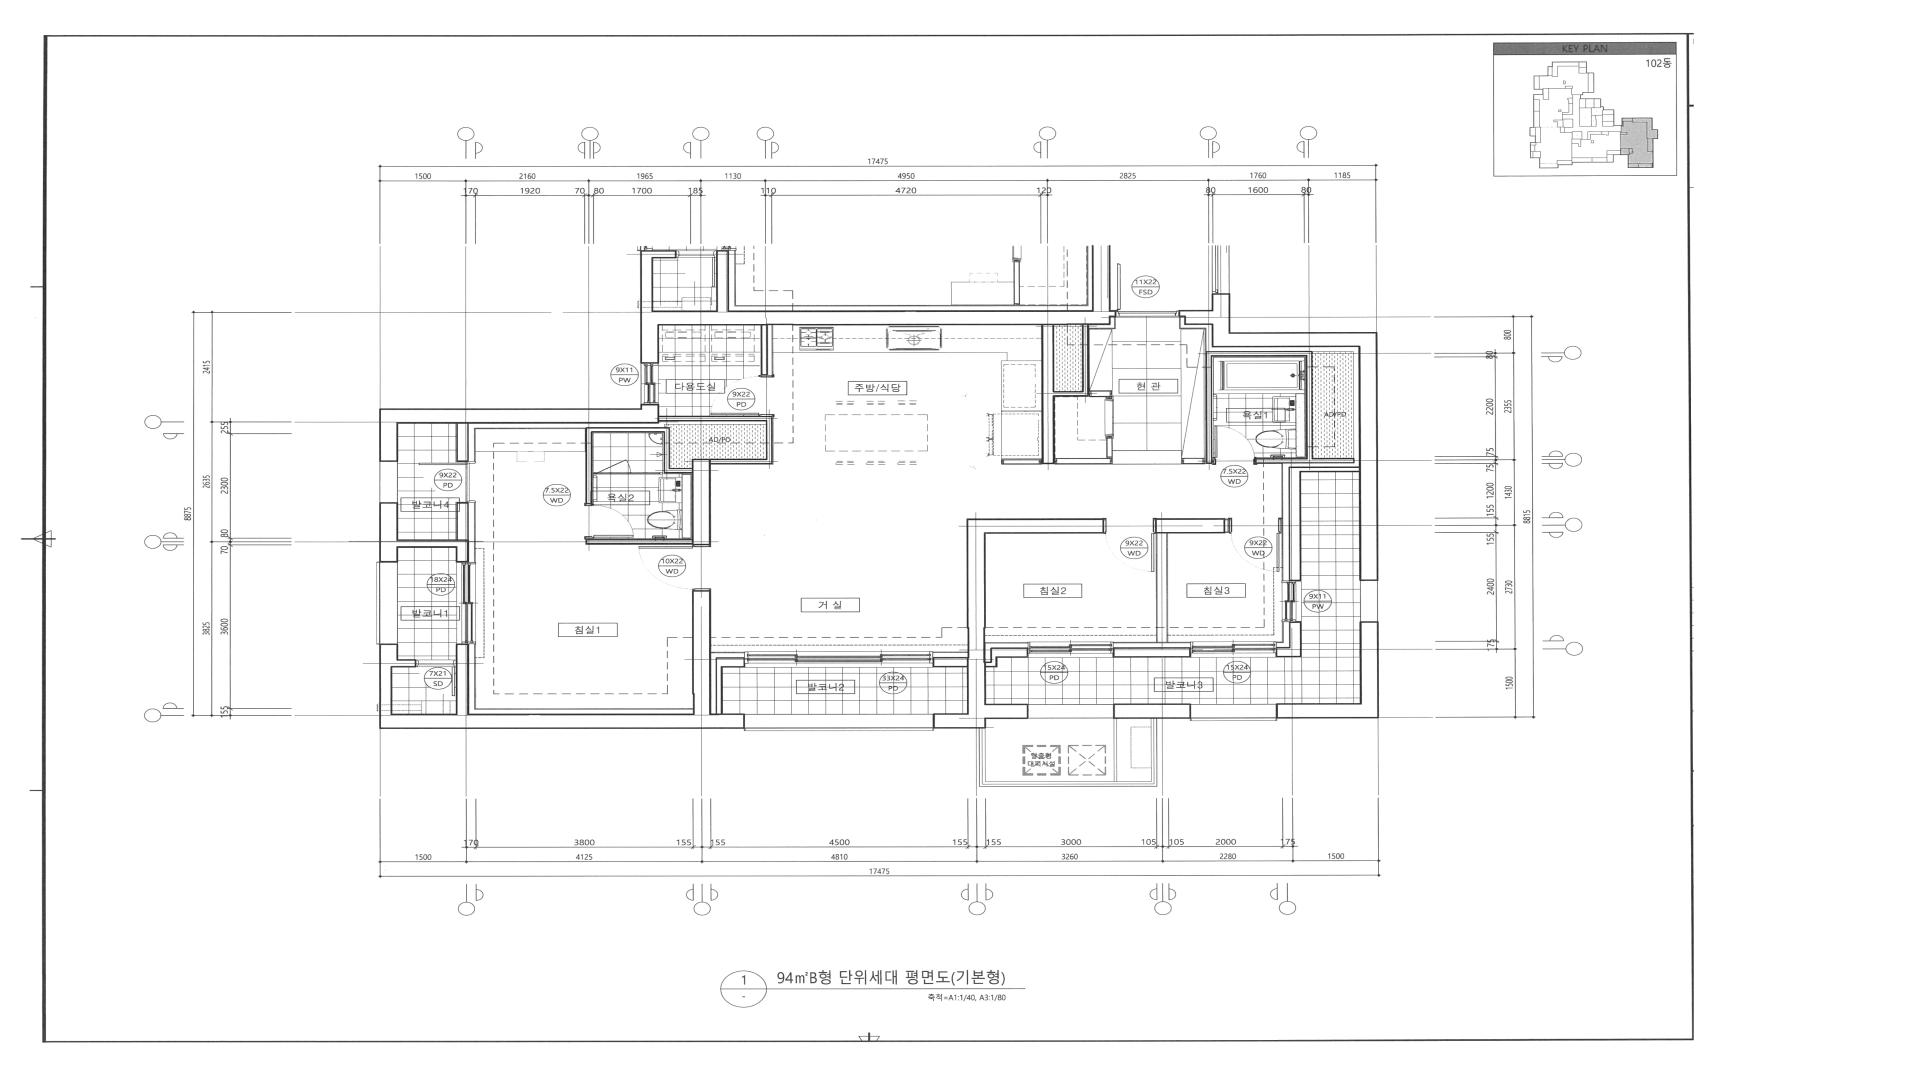 KEY PLAN
102동
17475
1500 2160 1965 1130 4950 2825 1760 1185
170 1920 70 80 1700 185 110 4720 120 80 1600 80
11X22
FSD
9X11
PW
다용도실
9X22
PD
주방/식당
현 관
욕실1
AD/PD
AD/PD
9X22
PD
발코니4
7.5X22
WD
욕실2
7.5X22
WD
10X22
WD
9X22
WD
9X22
WD
18X24
PD
발코니1
침실1
거 실
침실2
침실3
9X11
PW
7X21
SD
발코니2
33X24
PD
15X24
PD
발코니3
15X24
PD
하향식
대피시설
2415
2635
3825
8875
255
2300
80
70
3600
155
800
80
2200
75
75
1200
155
155
2400
175
2355
1430
2730
1500
8815
170 3800 155 155 4500 155 155 3000 105 105 2000 175
1500 4125 4810 3260 2280 1500
17475
1
-
94㎡B형 단위세대 평면도(기본형)
축척=A1:1/40, A3:1/80